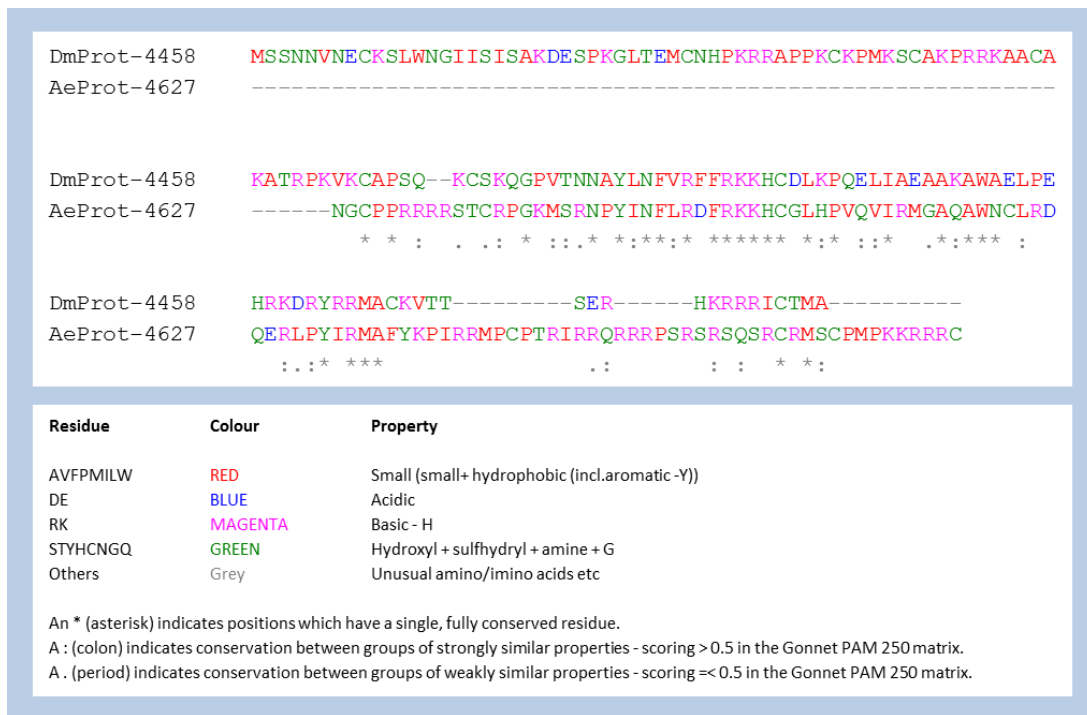 DmProt-4458 MSSNNVNECKSLWNGIISISAKDESPKGLTEMCNHPKRRAPPKCKPMKSCAKPRRKAACA
AeProt-4627 ------------------------------------------------------------
DmProt-4458 KATRPKVKCAPSQ--KCSKQGPVTNNAYLNFVRFFRKKHCDLKPQELIAEAAKAWAELPE
AeProt-4627 ------NGCPPRRRRSTCRPGKMSRNPYINFLRDFRKKHCGLHPVQVIRMGAQAWNCLRD
* * : . .: * ::.* *:**:* ****** *:* ::* .*:*** :
DmProt-4458 HRKDRYRRMACKVTT---------SER------HKRRRICTMA----------
AeProt-4627 QERLPYIRMAFYKPIRRMPCPTRIRRQRRRPSRSRSQSRCRMSCPMPKKRRRC
:.:* *** .: : : * *:
Residue Colour Property
AVFPMILW RED Small (small+ hydrophobic (incl.aromatic -Y))
DE BLUE Acidic
RK MAGENTA Basic - H
STYHCNGQ GREEN Hydroxyl + sulfhydryl + amine + G
Others Grey Unusual amino/imino acids etc
An * (asterisk) indicates positions which have a single, fully conserved residue.
A : (colon) indicates conservation between groups of strongly similar properties - scoring > 0.5 in the Gonnet PAM 250 matrix.
A . (period) indicates conservation between groups of weakly similar properties - scoring =< 0.5 in the Gonnet PAM 250 matrix.